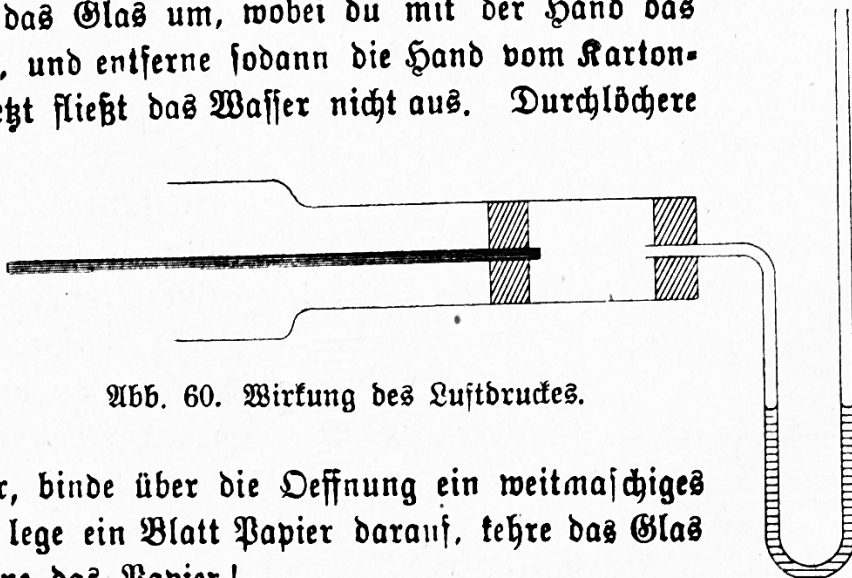 das Glas um, wobei du mit der Hand das
, und entferne sodann die Hand vom Karton-
etzt fließt das Wasser nicht aus. Durchlöchere
Abb. 60. Wirkung des Luftdruckes.
r, binde über die Oeffnung ein weitmaschiges
lege ein Blatt Papier darauf, kehre das Glas
das Papier!